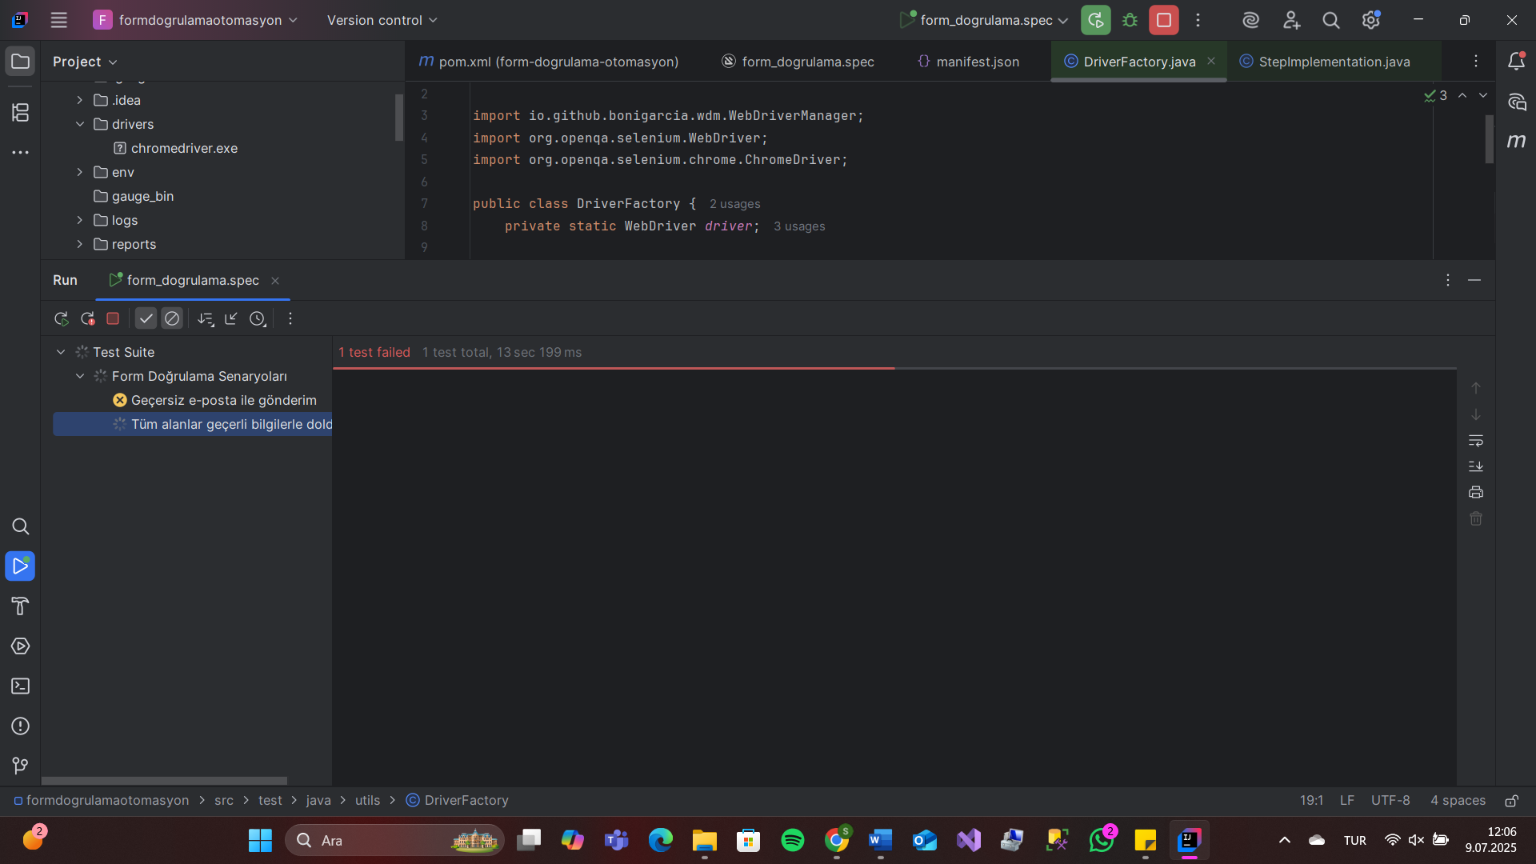 F formdogrulamaotomasyon Version control form_dogrulama.spec
Project
.idea
drivers
chromedriver.exe
env
gauge_bin
logs
reports
m pom.xml (form-dogrulama-otomasyon) form_dogrulama.spec {} manifest.json DriverFactory.java StepImplementation.java
3
2
3 import io.github.bonigarcia.wdm.WebDriverManager;
4 import org.openqa.selenium.WebDriver;
5 import org.openqa.selenium.chrome.ChromeDriver;
6
7 public class DriverFactory { 2 usages
8 private static WebDriver driver; 3 usages
9
m
Run form_dogrulama.spec
Test Suite
Form Doğrulama Senaryoları
Geçersiz e-posta ile gönderim
Tüm alanlar geçerli bilgilerle dold
1 test failed 1 test total, 13 sec 199 ms
formdogrulamaotomasyon > src > test > java > utils > DriverFactory
19:1 LF UTF-8 4 spaces
2 Ara 2 TUR 12:06
9.07.2025